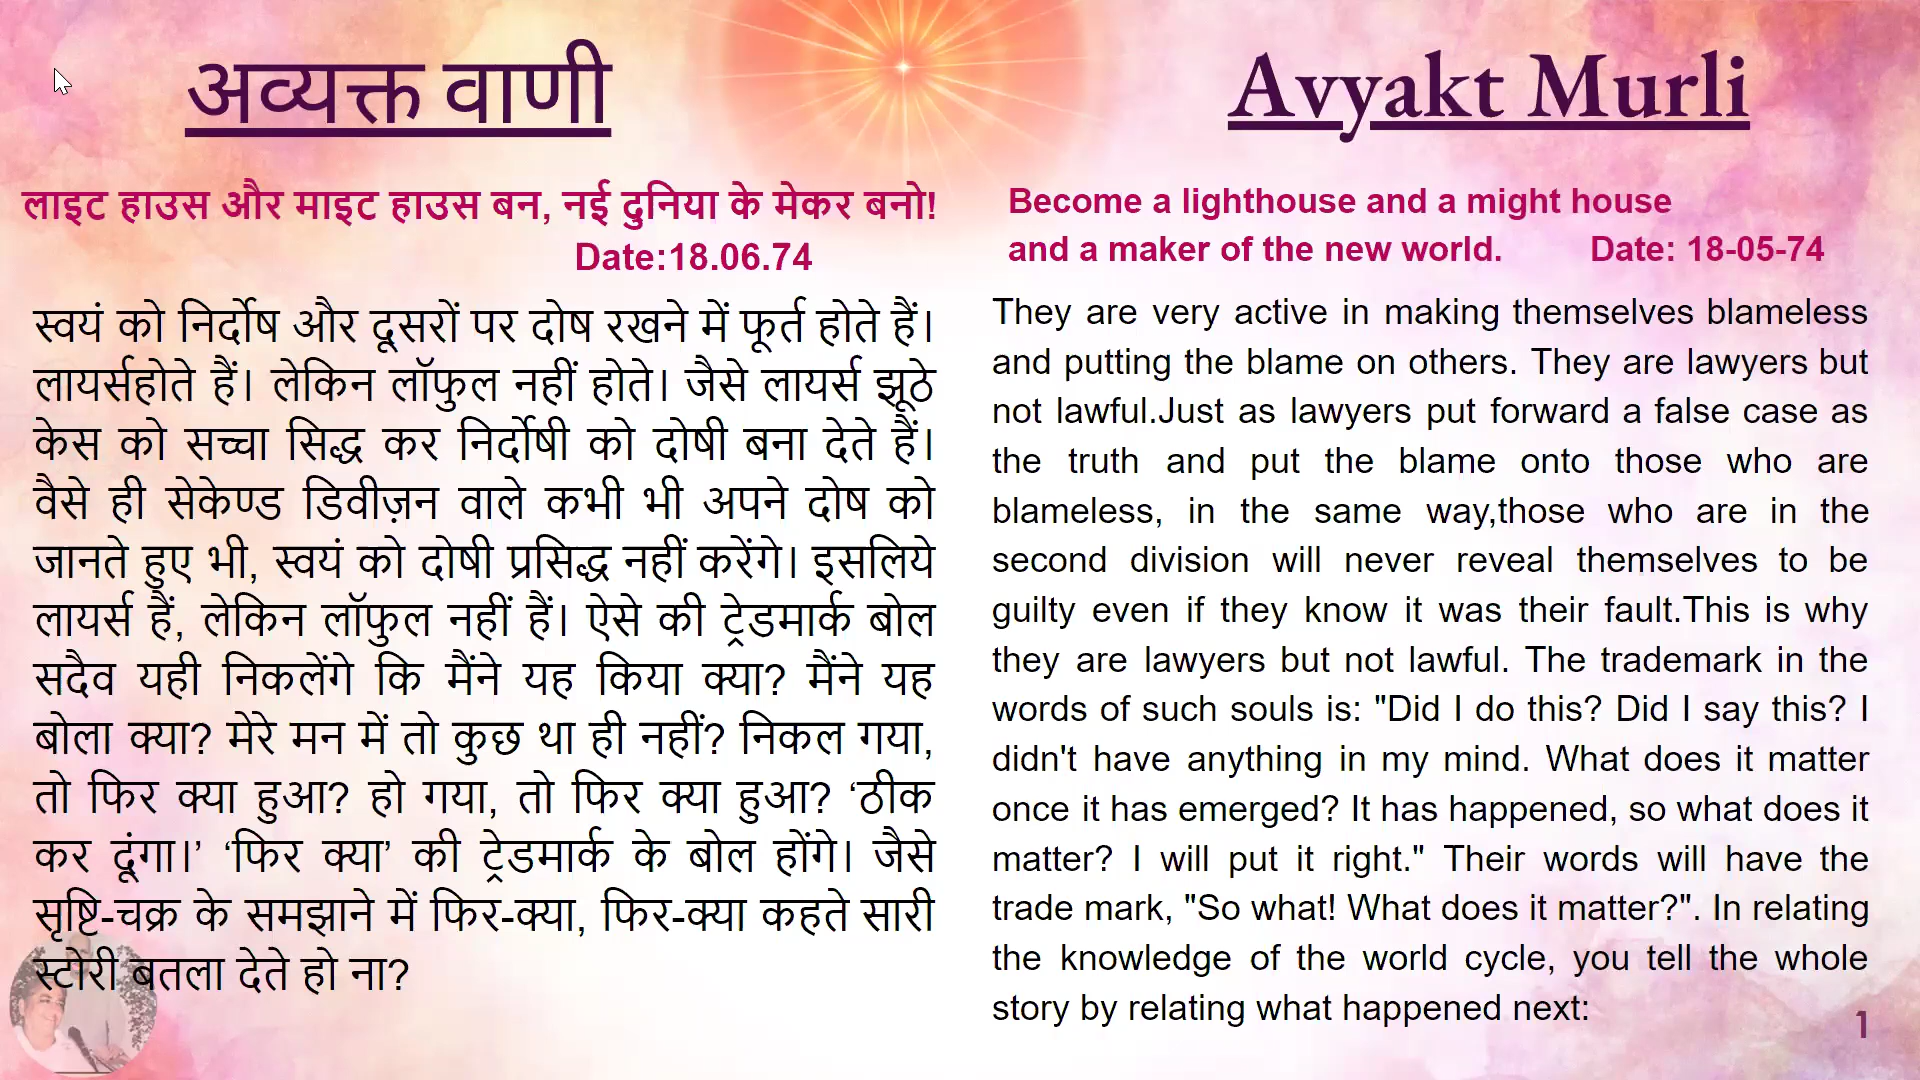 अव्यक्त वाणी
लाइट हाउस और माइट हाउस बन, नई दुनिया के मेकर बनो!
Date:18.06.74
स्वयं को निर्दोष और दूसरों पर दोष रखने में फूर्त होते हैं।
लायर्सहोते हैं। लेकिन लॉफुल नहीं होते। जैसे लायर्स झूठे
केस को सच्चा सिद्ध कर निर्दोषी को दोषी बना देते हैं।
वैसे ही सेकेण्ड डिवीज़न वाले कभी भी अपने दोष को
जानते हुए भी, स्वयं को दोषी प्रसिद्ध नहीं करेंगे। इसलिये
लायर्स हैं, लेकिन लॉफुल नहीं हैं। ऐसे की ट्रेडमार्क बोल
सदैव यही निकलेंगे कि मैंने यह किया क्या? मैंने यह
बोला क्या? मेरे मन में तो कुछ था ही नहीं? निकल गया,
तो फिर क्या हुआ? हो गया, तो फिर क्या हुआ? ‘ठीक
कर दूंगा।’ ‘फिर क्या’ की ट्रेडमार्क के बोल होंगे। जैसे
सृष्टि-चक्र के समझाने में फिर-क्या, फिर-क्या कहते सारी
स्टोरी बतला देते हो ना?
Avyakt Murli
Become a lighthouse and a might house
and a maker of the new world. Date: 18-05-74
They are very active in making themselves blameless
and putting the blame on others. They are lawyers but
not lawful.Just as lawyers put forward a false case as
the truth and put the blame onto those who are
blameless, in the same way,those who are in the
second division will never reveal themselves to be
guilty even if they know it was their fault.This is why
they are lawyers but not lawful. The trademark in the
words of such souls is: "Did I do this? Did I say this? I
didn't have anything in my mind. What does it matter
once it has emerged? It has happened, so what does it
matter? I will put it right." Their words will have the
trade mark, "So what! What does it matter?". In relating
the knowledge of the world cycle, you tell the whole
story by relating what happened next:
1